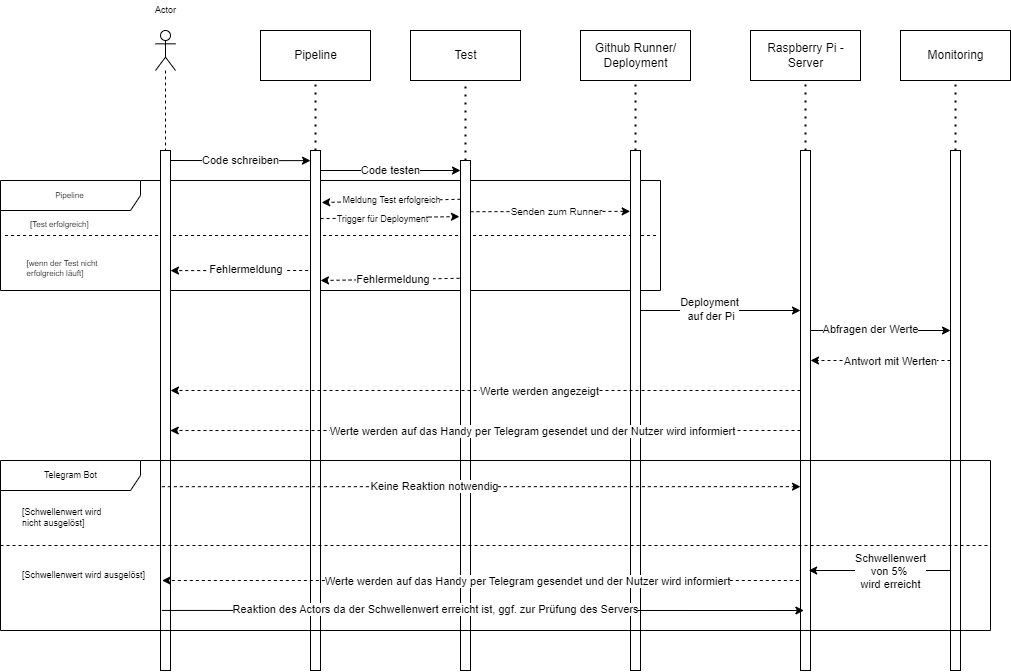 Actor
Pipeline
Test
Github Runner/
Deployment
Raspberry Pi -
Server
Monitoring
Code schreiben
Code testen
Pipeline
Meldung Test erfolgreich
Senden zum Runner
Trigger für Deployment
[Test erfolgreich]
[wenn der Test nicht
erfolgreich läuft]
Fehlermeldung
Fehlermeldung
Deployment
auf der Pi
Abfragen der Werte
Antwort mit Werten
Werte werden angezeigt
Werte werden auf das Handy per Telegram gesendet und der Nutzer wird informiert
Telegram Bot
Keine Reaktion notwendig
[Schwellenwert wird
nicht ausgelöst]
Schwellenwert
von 5%
wird erreicht
[Schwellenwert wird ausgelöst]
Werte werden auf das Handy per Telegram gesendet und der Nutzer wird informiert
Reaktion des Actors da der Schwellenwert erreicht ist, ggf. zur Prüfung des Servers